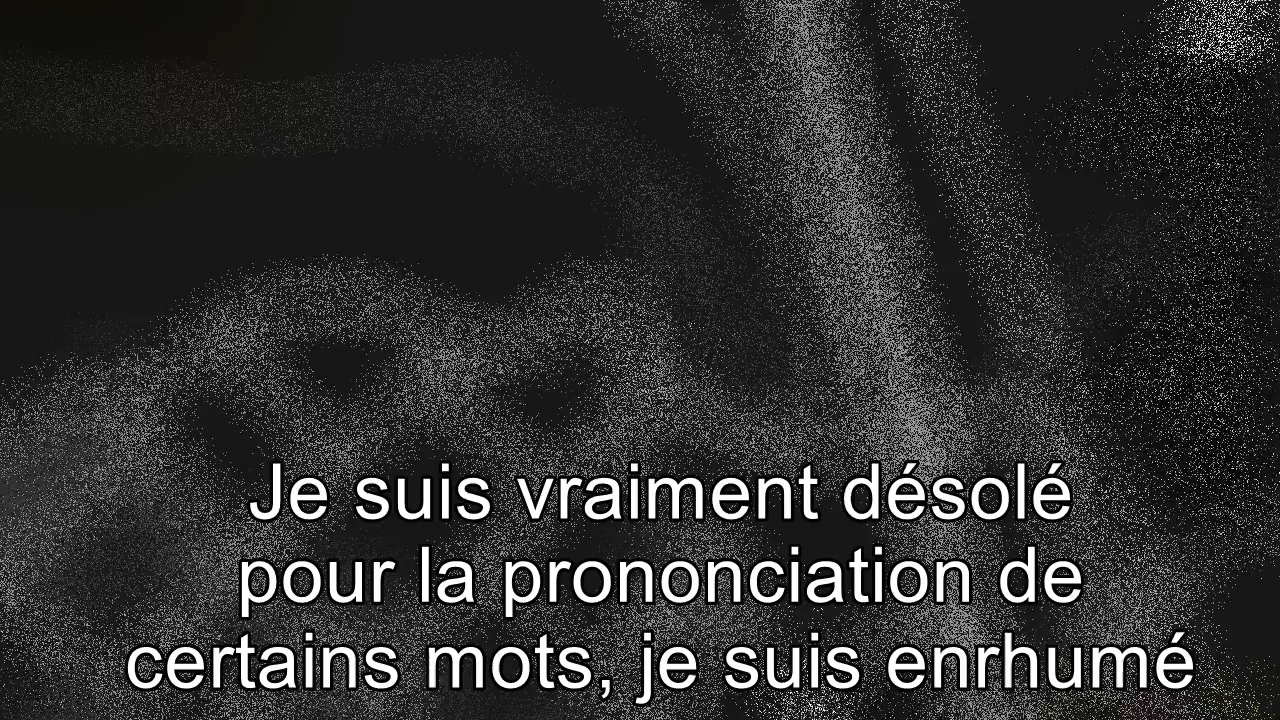 Je suis vraiment désolé
pour la prononciation de
certains mots, je suis enrhumé